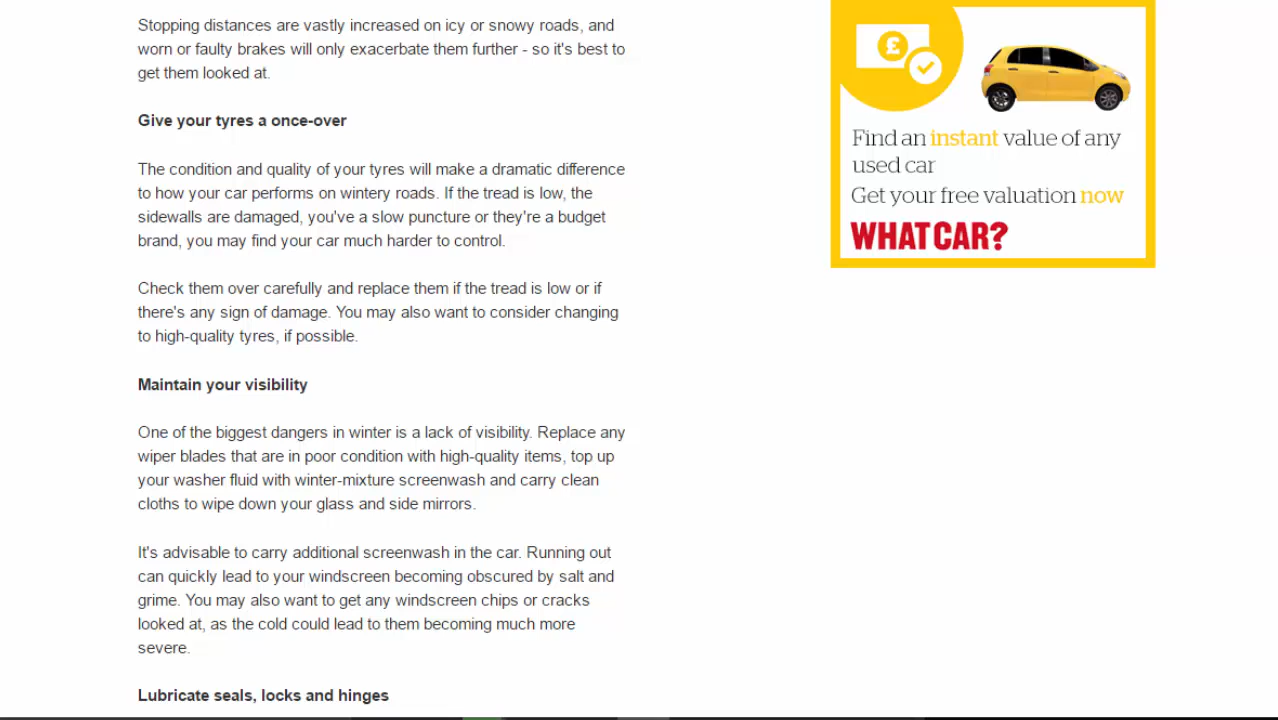 Stopping distances are vastly increased on icy or snowy roads, and
worn or faulty brakes will only exacerbate them further - so it's best to
get them looked at.
Give your tyres a once-over
The condition and quality of your tyres will make a dramatic difference
to how your car performs on wintery roads. If the tread is low, the
sidewalls are damaged, you've a slow puncture or they're a budget
brand, you may find your car much harder to control.
Check them over carefully and replace them if the tread is low or if
there's any sign of damage. You may also want to consider changing
to high-quality tyres, if possible.
Maintain your visibility
One of the biggest dangers in winter is a lack of visibility. Replace any
wiper blades that are in poor condition with high-quality items, top up
your washer fluid with winter-mixture screenwash and carry clean
cloths to wipe down your glass and side mirrors.
It's advisable to carry additional screenwash in the car. Running out
can quickly lead to your windscreen becoming obscured by salt and
grime. You may also want to get any windscreen chips or cracks
looked at, as the cold could lead to them becoming much more
severe.
Lubricate seals, locks and hinges
£
Find an instant value of any
used car
Get your free valuation now
WHAT CAR?